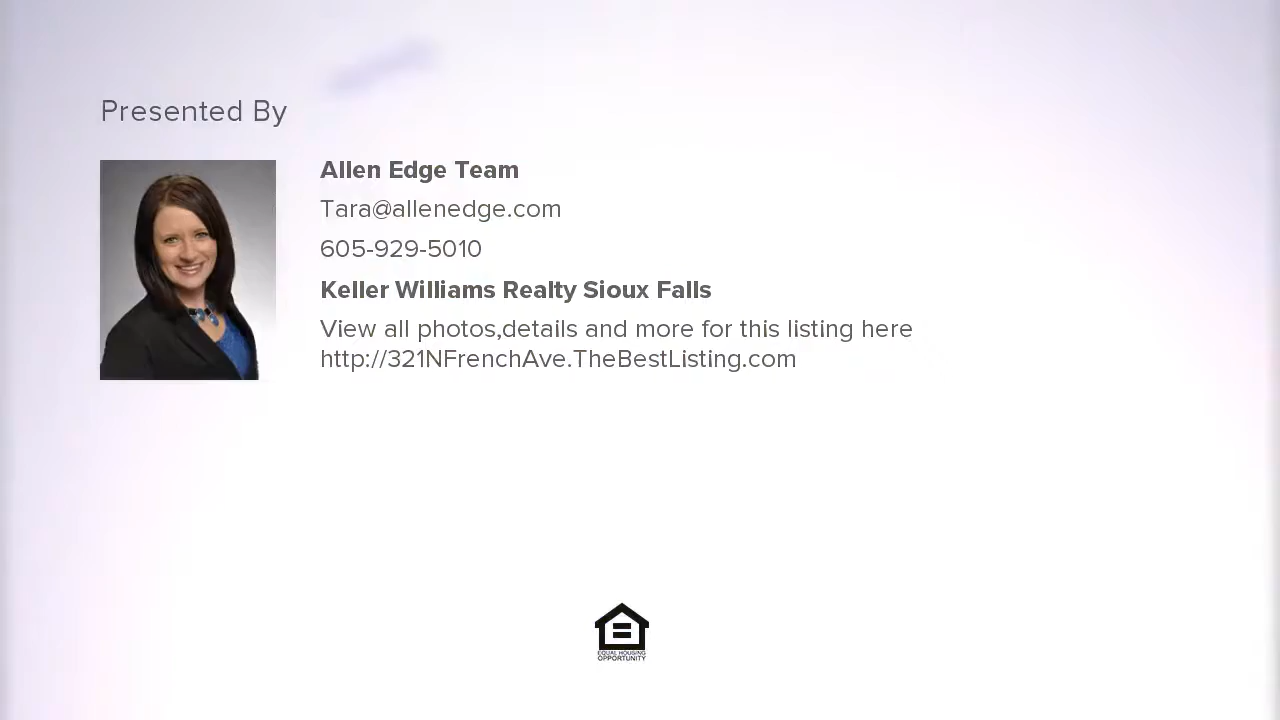 Presented By
Allen Edge Team
Tara@allenedge.com
605-929-5010
Keller Williams Realty Sioux Falls
View all photos,details and more for this listing here
http://321NFrenchAve.TheBestListing.com
EQUAL HOUSING
OPPORTUNITY